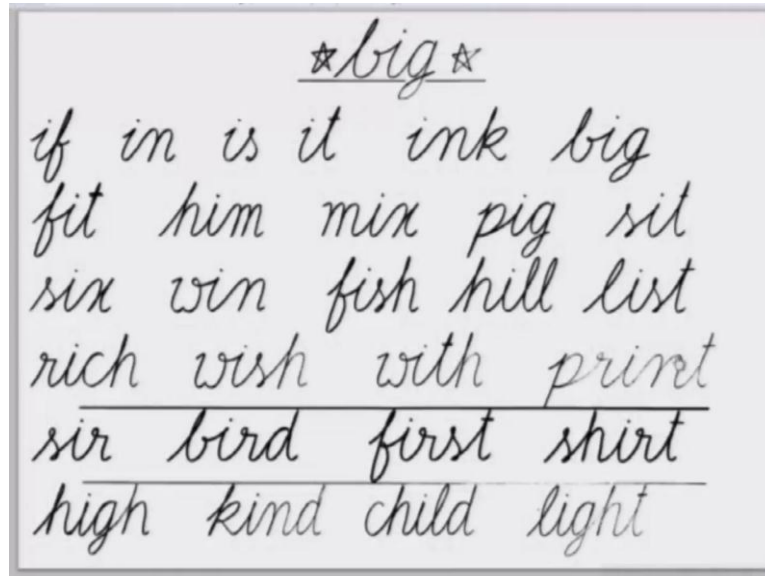 ☆big☆
if in is it ink big
fit him mix pig sit
six win fish hill list
rich wish with print
sir bird first shirt
high kind child light